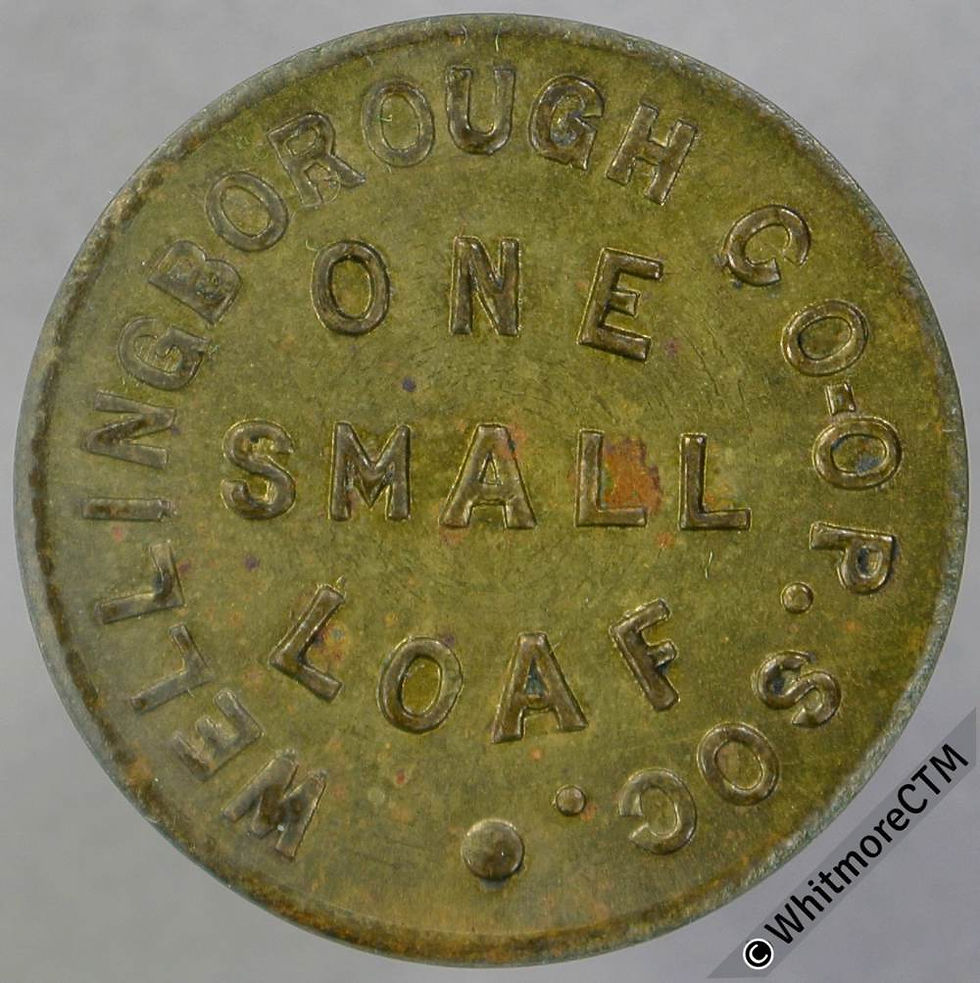 WELLINGBOROUGH CO-OP. SOC.
ONE
SMALL
LOAF
© WhitmoreCTM